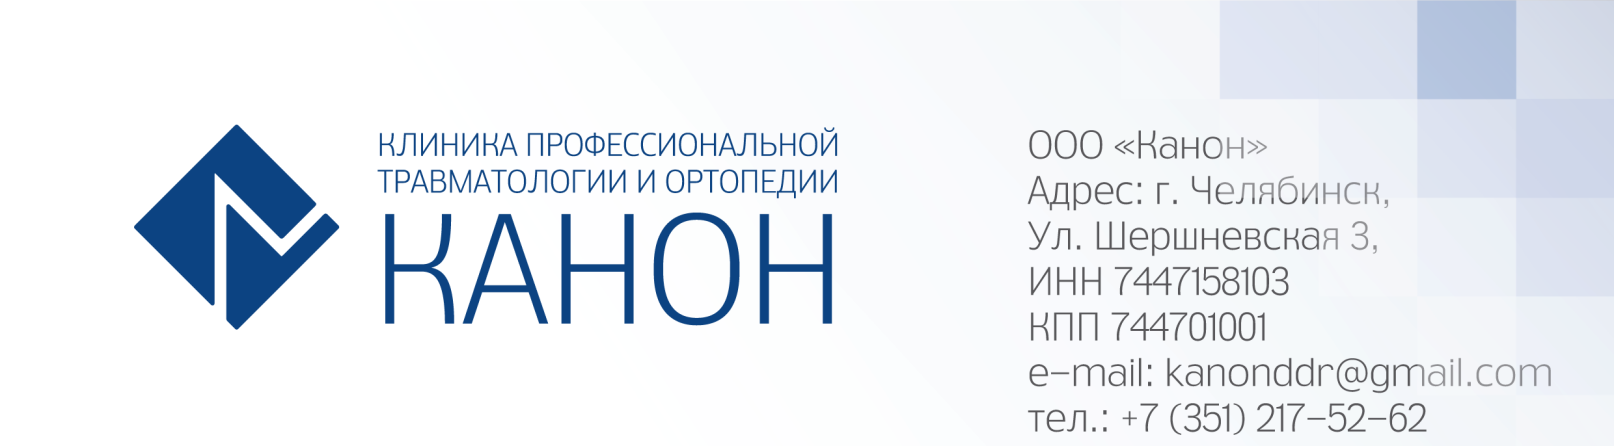 КЛИНИКА ПРОФЕССИОНАЛЬНОЙ
ТРАВМАТОЛОГИИ И ОРТОПЕДИИ
КАНОН
ООО «Канон»
Адрес: г. Челябинск,
Ул. Шершневская 3,
ИНН 7447158103
КПП 744701001
e-mail: kanonddr@gmail.com
тел.: +7 (351) 217-52-62